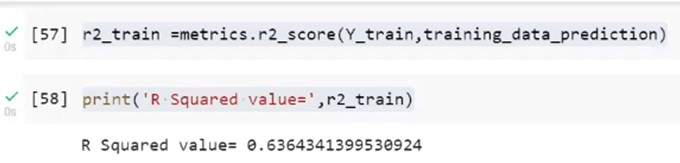 [57] r2_train =metrics.r2_score(Y_train,training_data_prediction)
0s
[58] print('R Squared value=',r2_train)
0s
R Squared value= 0.6364341399530924